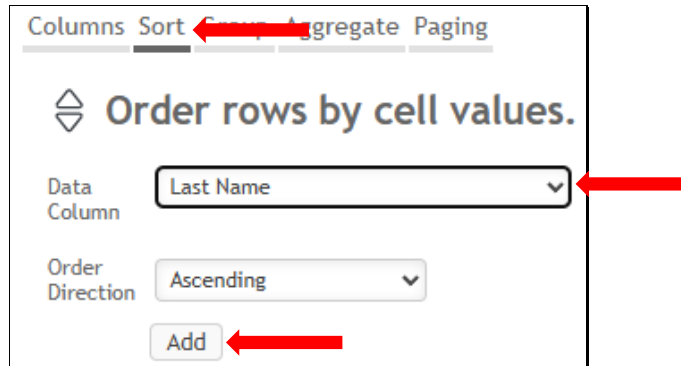 Columns Sort Group Aggregate Paging
Order rows by cell values.
Data Column
Last Name
Order Direction
Ascending
Add